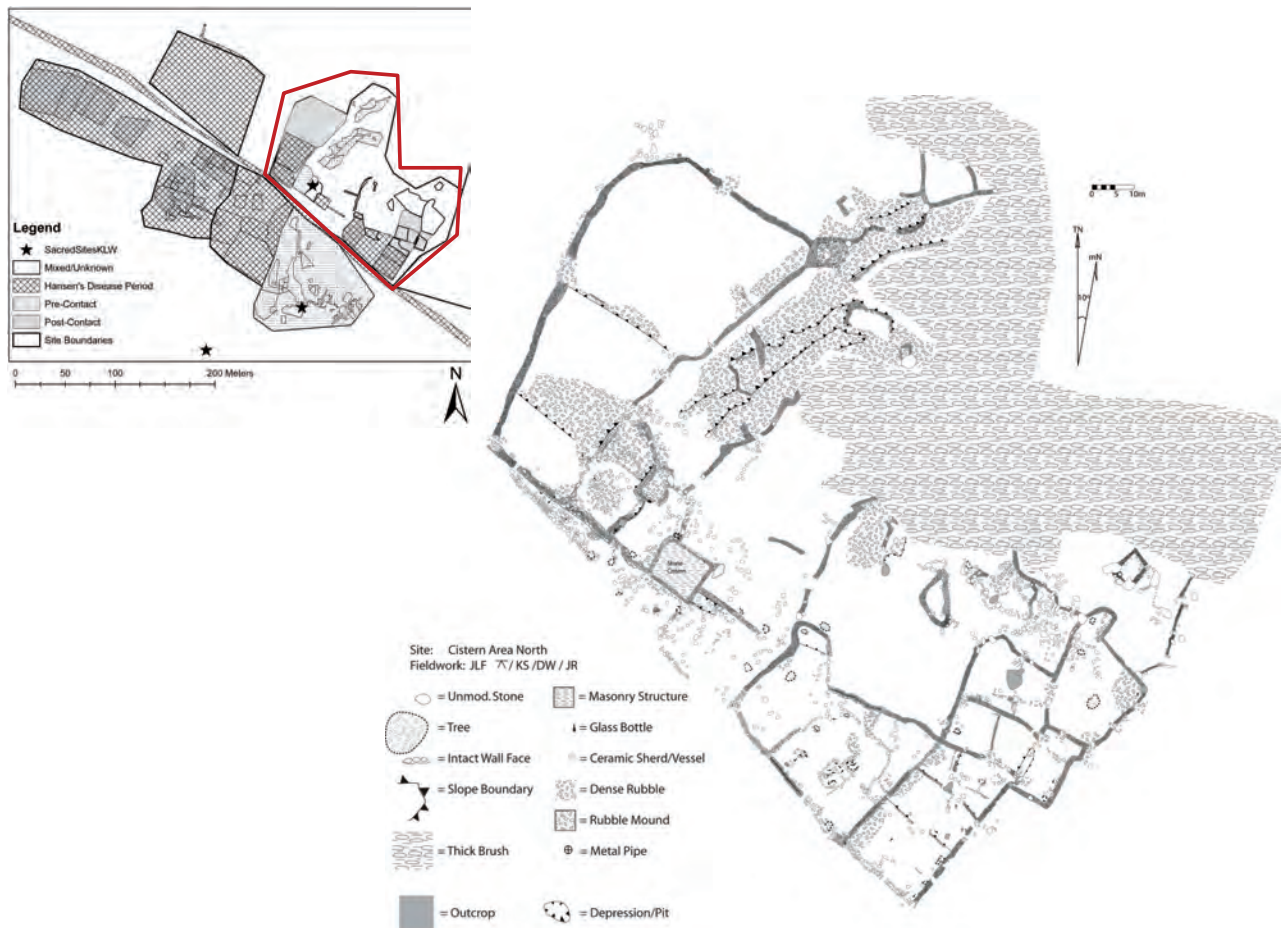 Legend
SacredSitesKLW
Mixed/Unknown
Hansen's Disease Period
Pre-Contact
Post-Contact
Site Boundaries
0 50 100 200 Meters
N
0 5 10m
TN
mN
10°
Stone
Cistern
Site: Cistern Area North
Fieldwork: JLF / KS /DW / JR
= Unmod. Stone
= Tree
= Intact Wall Face
= Slope Boundary
= Thick Brush
= Outcrop
= Masonry Structure
= Glass Bottle
= Ceramic Sherd/Vessel
= Dense Rubble
= Rubble Mound
= Metal Pipe
= Depression/Pit